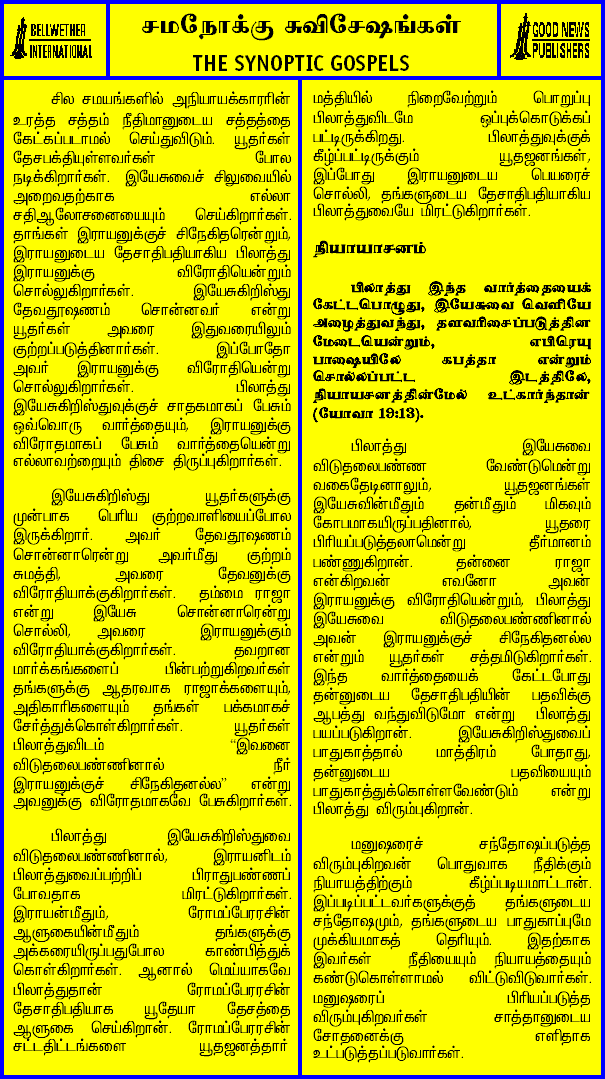 BELLWETHER
INTERNATIONAL
சமநோக்கு சுவிசேஷங்கள்
THE SYNOPTIC GOSPELS
GOOD NEWS
PUBLISHERS
சில சமயங்களில் அநியாயக்காரரின்
உரத்த சத்தம் நீதிமானுடைய சத்தத்தை
கேட்கப்படாமல் செய்துவிடும். யூதர்கள்
தேசபக்தியுள்ளவர்கள் போல
நடிக்கிறார்கள். இயேசுவைச் சிலுவையில்
அறைவதற்காக எல்லா
சதிஆலோசனையையும் செய்கிறார்கள்.
தாங்கள் இராயனுக்குச் சிநேகிதரென்றும்,
இராயனுடைய தேசாதிபதியாகிய பிலாத்து
இராயனுக்கு விரோதியென்றும்
சொல்லுகிறார்கள். இயேசுகிறிஸ்து
தேவதூஷணம் சொன்னவர் என்று
யூதர்கள் அவரை இதுவரையிலும்
குற்றப்படுத்தினார்கள். இப்போதோ
அவர் இராயனுக்கு விரோதியென்று
சொல்லுகிறார்கள். பிலாத்து
இயேசுகிறிஸ்துவுக்குச் சாதகமாகப் பேசும்
ஒவ்வொரு வார்த்தையும், இராயனுக்கு
விரோதமாகப் பேசும் வார்த்தையென்று
எல்லாவற்றையும் திசை திருப்புகிறார்கள்.
இயேசுகிறிஸ்து யூதர்களுக்கு
முன்பாக பெரிய குற்றவாளியைப்போல
இருக்கிறார். அவர் தேவதூஷணம்
சொன்னாரென்று அவர்மீது குற்றம்
சுமத்தி, அவரை தேவனுக்கு
விரோதியாக்குகிறார்கள். தம்மை ராஜா
என்று இயேசு சொன்னாரென்று
சொல்லி, அவரை இராயனுக்கும்
விரோதியாக்குகிறார்கள். தவறான
மார்க்கங்களைப் பின்பற்றுகிறவர்கள்
தங்களுக்கு ஆதரவாக ராஜாக்களையும்,
அதிகாரிகளையும் தங்கள் பக்கமாகச்
சேர்த்துக்கொள்கிறார்கள். யூதர்கள்
பிலாத்துவிடம் “இவனை
விடுதலைபண்ணினால் நீர்
இராயனுக்குச் சிநேகிதனல்ல” என்று
அவனுக்கு விரோதமாகவே பேசுகிறார்கள்.
பிலாத்து இயேசுகிறிஸ்துவை
விடுதலைபண்ணினால், இராயனிடம்
பிலாத்துவைப்பற்றிப் பிராதுபண்ணப்
போவதாக மிரட்டுகிறார்கள்.
இராயன்மீதும், ரோமப்பேரரசின்
ஆளுகையின்மீதும் தங்களுக்கு
அக்கரையிருப்பதுபோல காண்பித்துக்
கொள்கிறார்கள். ஆனால் மெய்யாகவே
பிலாத்துதான் ரோமப்பேரரசின்
தேசாதிபதியாக யூதேயா தேசத்தை
ஆளுகை செய்கிறான். ரோமப்பேரரசின்
சட்டதிட்டங்களை யூதஜனத்தார்
மத்தியில் நிறைவேற்றும் பொறுப்பு
பிலாத்துவிடமே ஒப்புக்கொடுக்கப்
பட்டிருக்கிறது. பிலாத்துவுக்குக்
கீழ்ப்பட்டிருக்கும் யூதஜனங்கள்,
இப்போது இராயனுடைய பெயரைச்
சொல்லி, தங்களுடைய தேசாதிபதியாகிய
பிலாத்துவையே மிரட்டுகிறார்கள்.
நியாயாசனம்
பிலாத்து இந்த வார்த்தையைக்
கேட்டபொழுது, இயேசுவை வெளியே
அழைத்துவந்து, தளவரிசைப்படுத்தின
மேடையென்றும், எபிரெயு
பாஷையிலே கபத்தா என்றும்
சொல்லப்பட்ட இடத்திலே,
நியாயசனத்தின்மேல் உட்கார்ந்தான்
(யோவா 19:13).
பிலாத்து இயேசுவை
விடுதலைபண்ண வேண்டுமென்று
வகைதேடினாலும், யூதஜனங்கள்
இயேசுவின்மீதும் தன்மீதும் மிகவும்
கோபமாகயிருப்பதினால், யூதரை
பிரியப்படுத்தலாமென்று தீர்மானம்
பண்ணுகிறான். தன்னை ராஜா
என்கிறவன் எவனோ அவன்
இராயனுக்கு விரோதியென்றும், பிலாத்து
இயேசுவை விடுதலைபண்ணினால்
அவன் இராயனுக்குச் சிநேகிதனல்ல
என்றும் யூதர்கள் சத்தமிடுகிறார்கள்.
இந்த வார்த்தையைக் கேட்டபோது
தன்னுடைய தேசாதிபதியின் பதவிக்கு
ஆபத்து வந்துவிடுமோ என்று பிலாத்து
பயப்படுகிறான். இயேசுகிறிஸ்துவைப்
பாதுகாத்தால் மாத்திரம் போதாது,
தன்னுடைய பதவியையும்
பாதுகாத்துக்கொள்ளவேண்டும் என்று
பிலாத்து விரும்புகிறான்.
மனுஷரைச் சந்தோஷப்படுத்த
விரும்புகிறவன் பொதுவாக நீதிக்கும்
நியாயத்திற்கும் கீழ்ப்படியமாட்டான்.
இப்படிப்பட்டவர்களுக்குத் தங்களுடைய
சந்தோஷமும், தங்களுடைய பாதுகாப்புமே
முக்கியமாகத் தெரியும். இதற்காக
இவர்கள் நீதியையும் நியாயத்தையும்
கண்டுகொள்ளாமல் விட்டுவிடுவார்கள்.
மனுஷரைப் பிரியப்படுத்த
விரும்புகிறவர்கள் சாத்தானுடைய
சோதனைக்கு எளிதாக
உட்படுத்தப்படுவார்கள்.